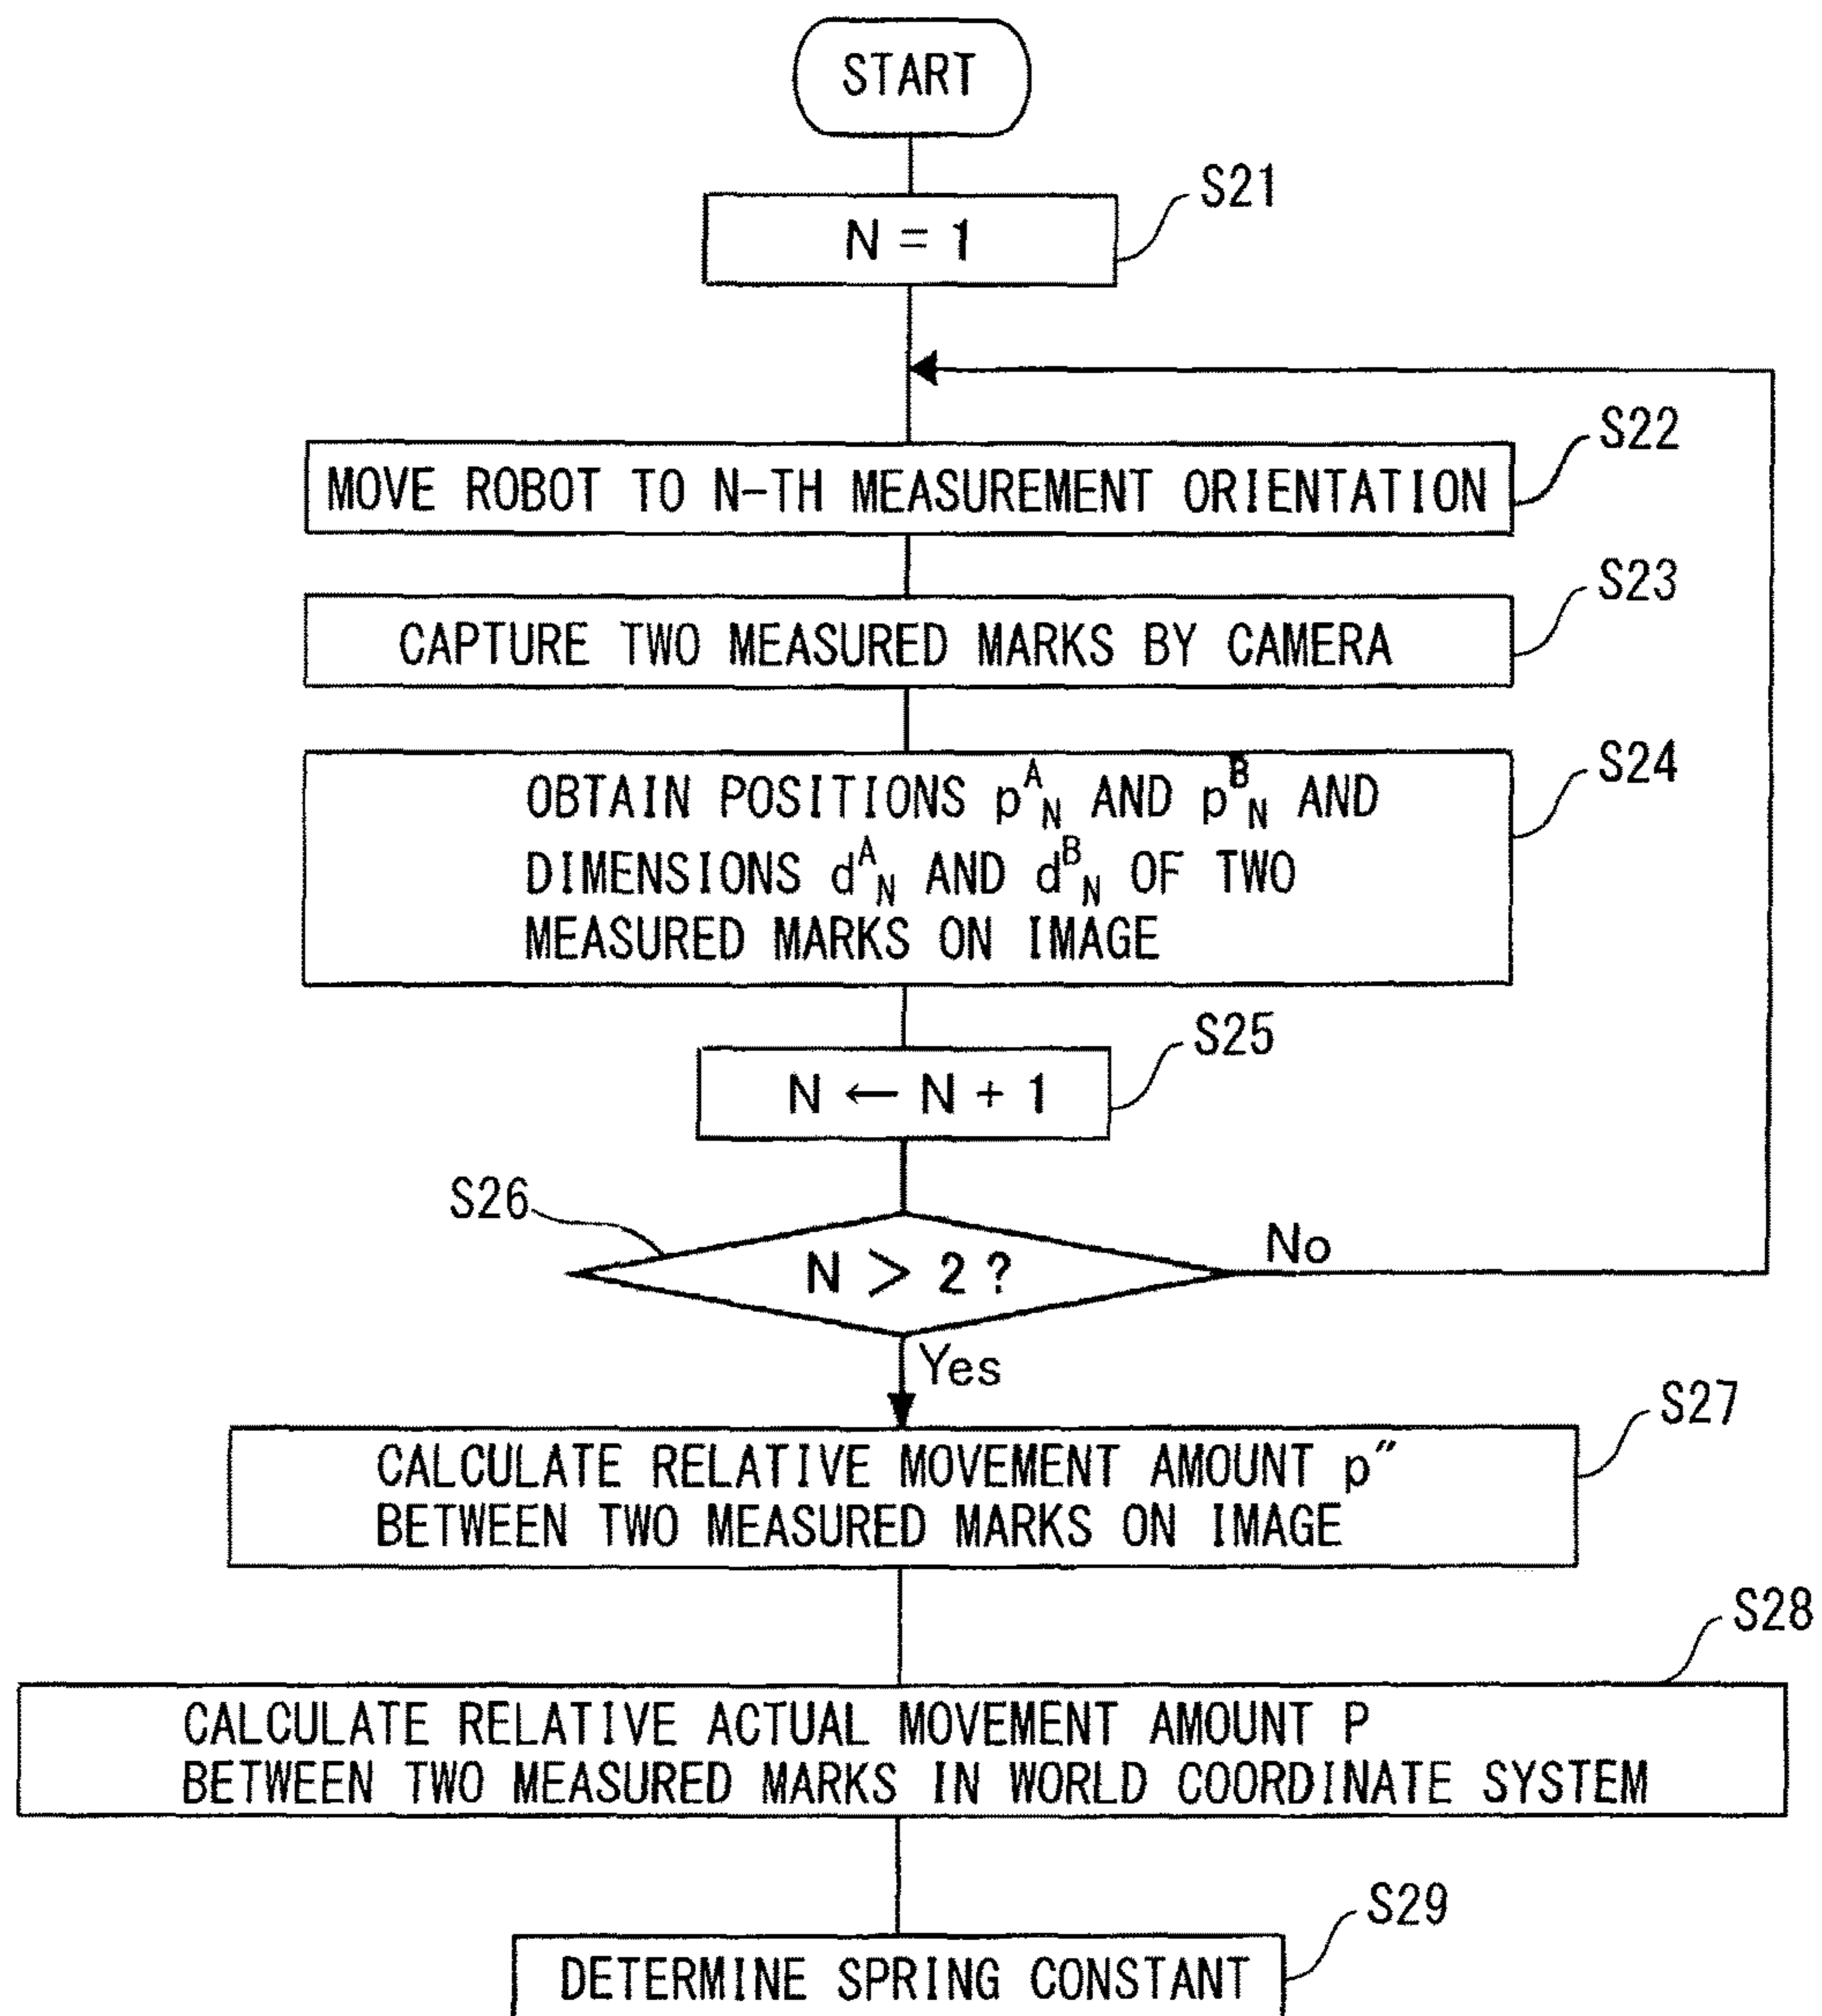 START
S21
N = 1
S22
MOVE ROBOT TO N-TH MEASUREMENT ORIENTATION
S23
CAPTURE TWO MEASURED MARKS BY CAMERA
S24
OBTAIN POSITIONS p^A_N AND p^B_N AND
DIMENSIONS d^A_N AND d^B_N OF TWO
MEASURED MARKS ON IMAGE
S25
N ← N + 1
S26
N > 2 ?
No
Yes
S27
CALCULATE RELATIVE MOVEMENT AMOUNT p″
BETWEEN TWO MEASURED MARKS ON IMAGE
S28
CALCULATE RELATIVE ACTUAL MOVEMENT AMOUNT P
BETWEEN TWO MEASURED MARKS IN WORLD COORDINATE SYSTEM
S29
DETERMINE SPRING CONSTANT